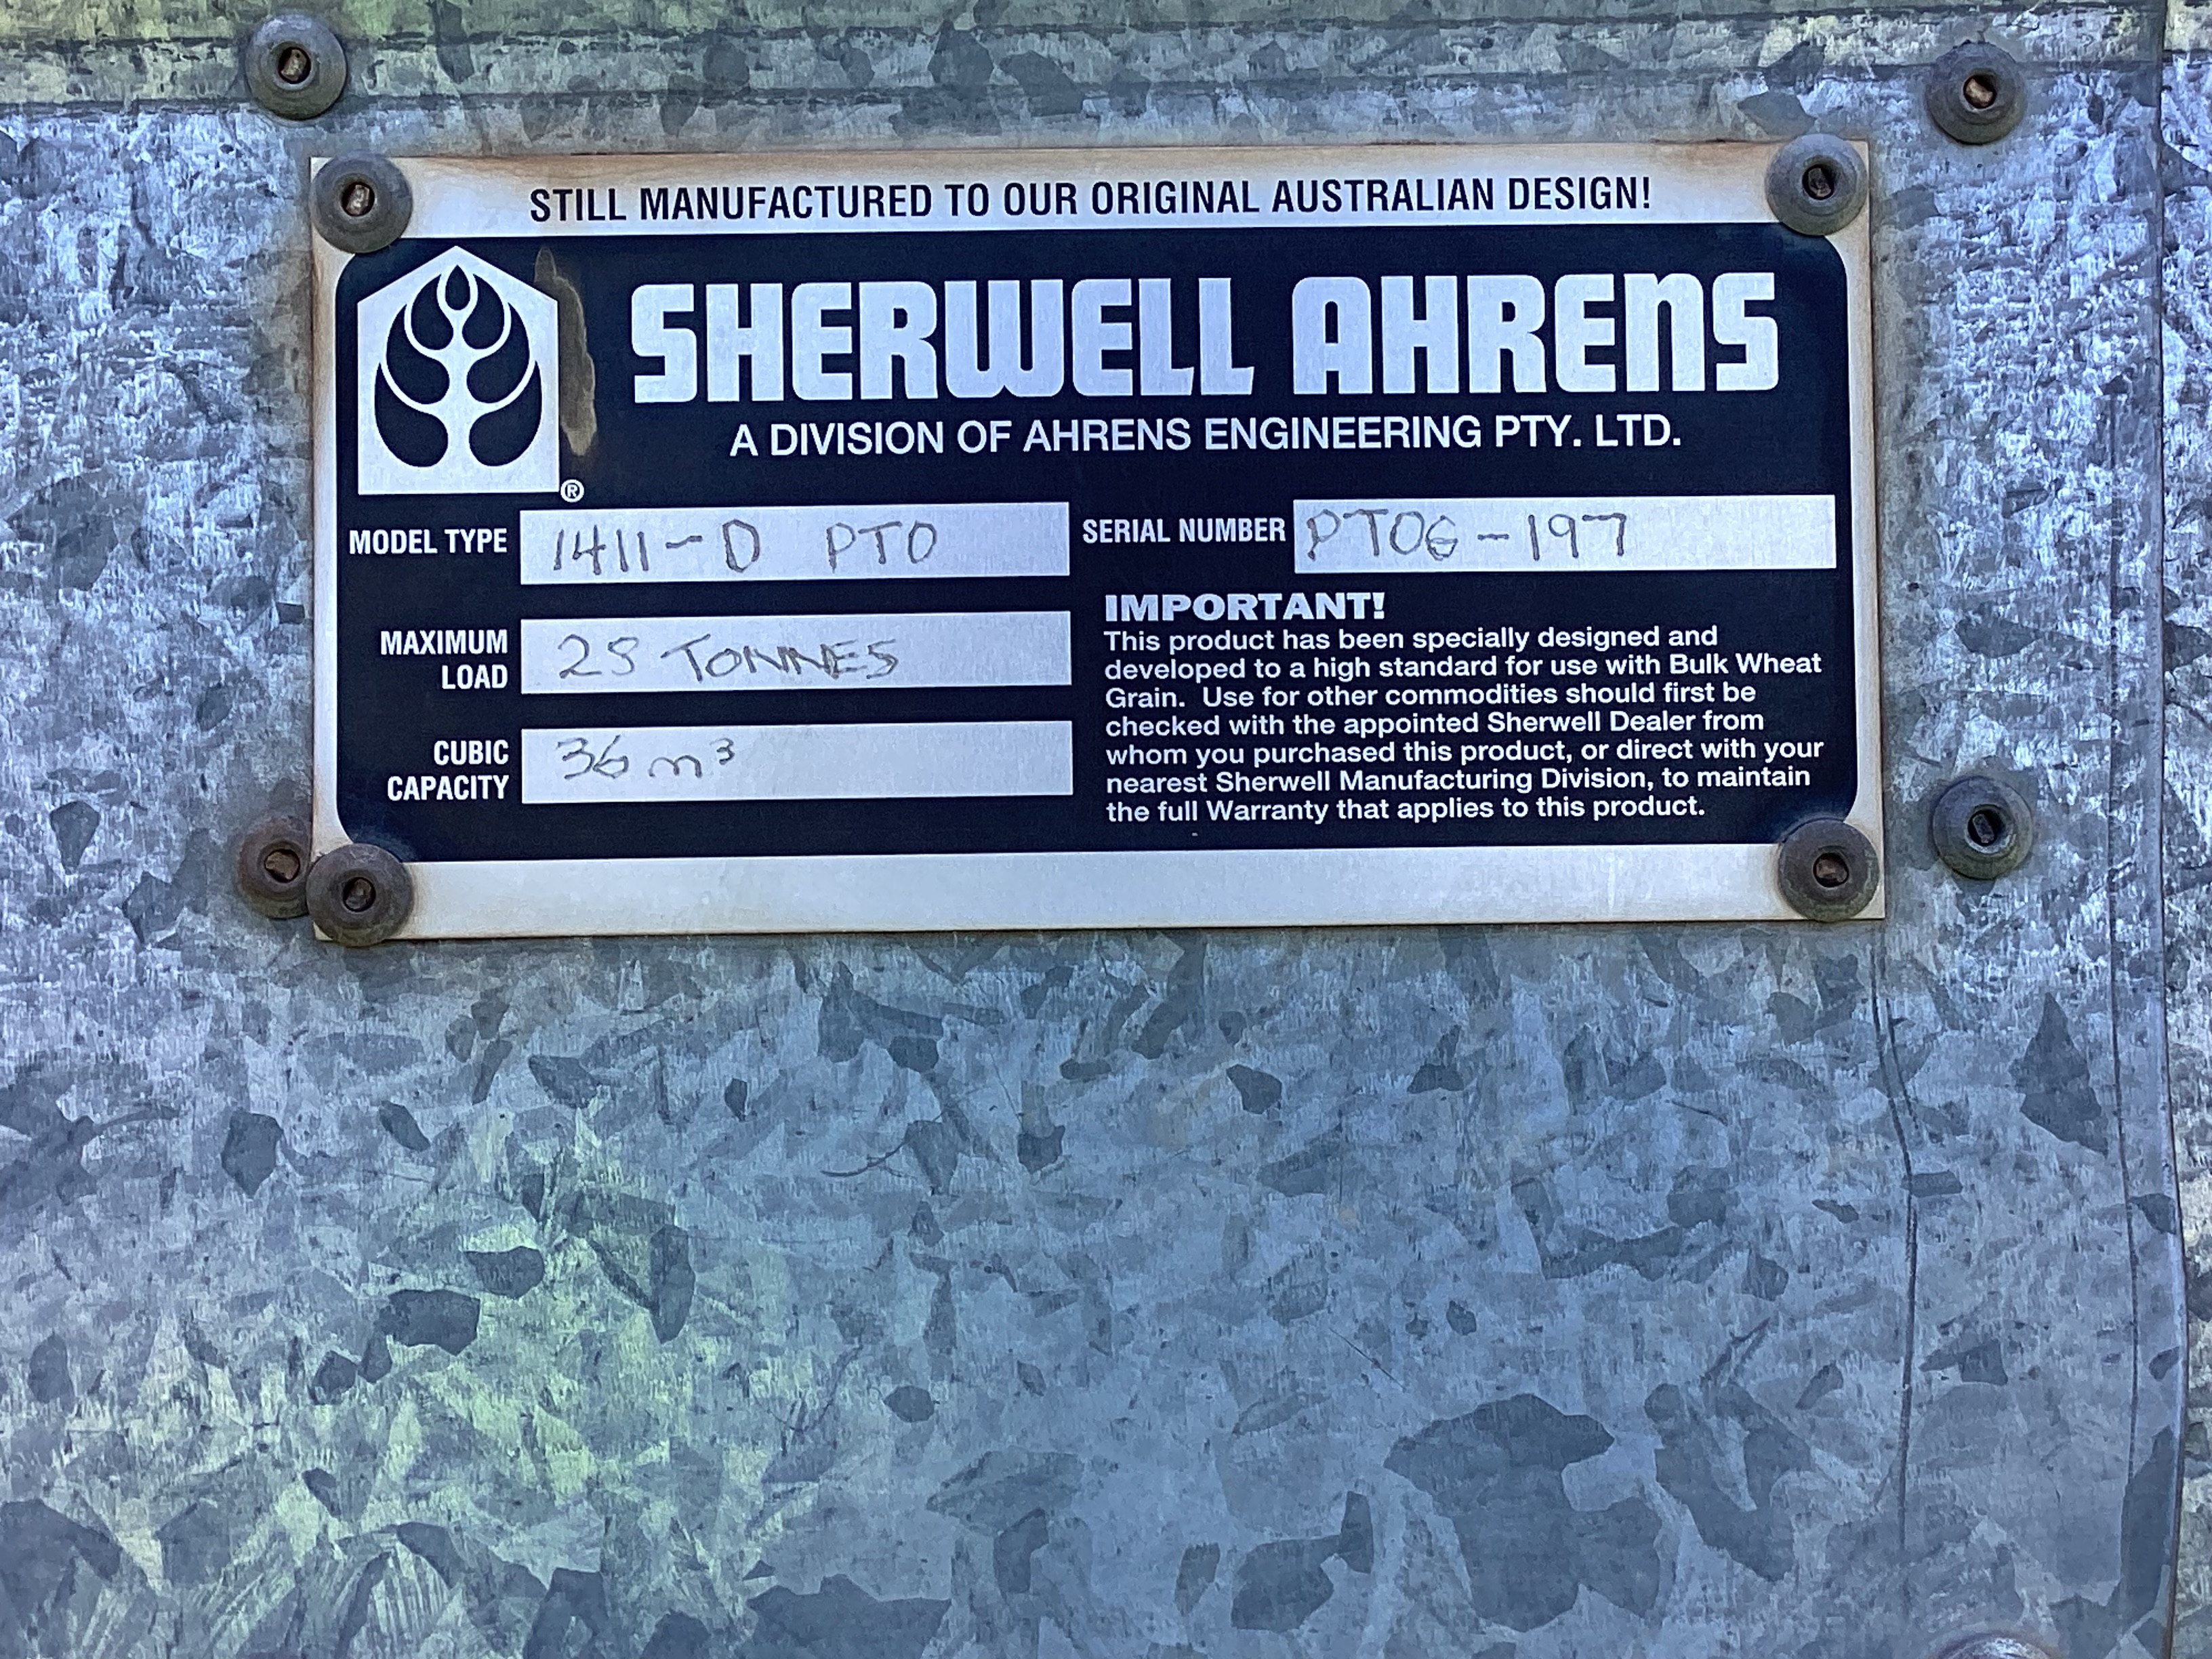 STILL MANUFACTURED TO OUR ORIGINAL AUSTRALIAN DESIGN!
SHERWELL AHRENS
A DIVISION OF AHRENS ENGINEERING PTY. LTD.
®
MODEL TYPE 1411-D PTO
SERIAL NUMBER PTO6-197
MAXIMUM LOAD 28 TONNES
CUBIC CAPACITY 36 m³
IMPORTANT!
This product has been specially designed and
developed to a high standard for use with Bulk Wheat
Grain. Use for other commodities should first be
checked with the appointed Sherwell Dealer from
whom you purchased this product, or direct with your
nearest Sherwell Manufacturing Division, to maintain
the full Warranty that applies to this product.